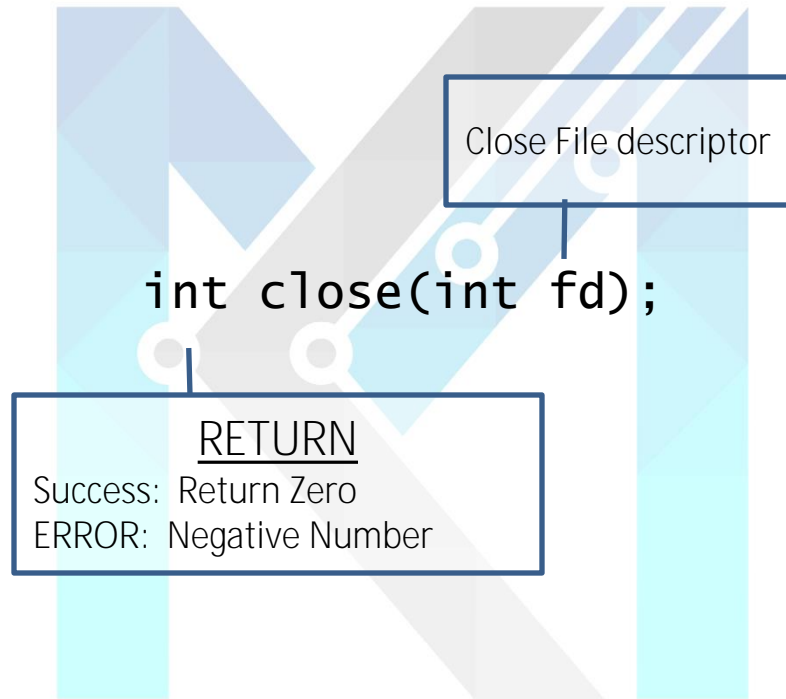 Close File descriptor
int close(int fd);
RETURN
Success: Return Zero
ERROR: Negative Number